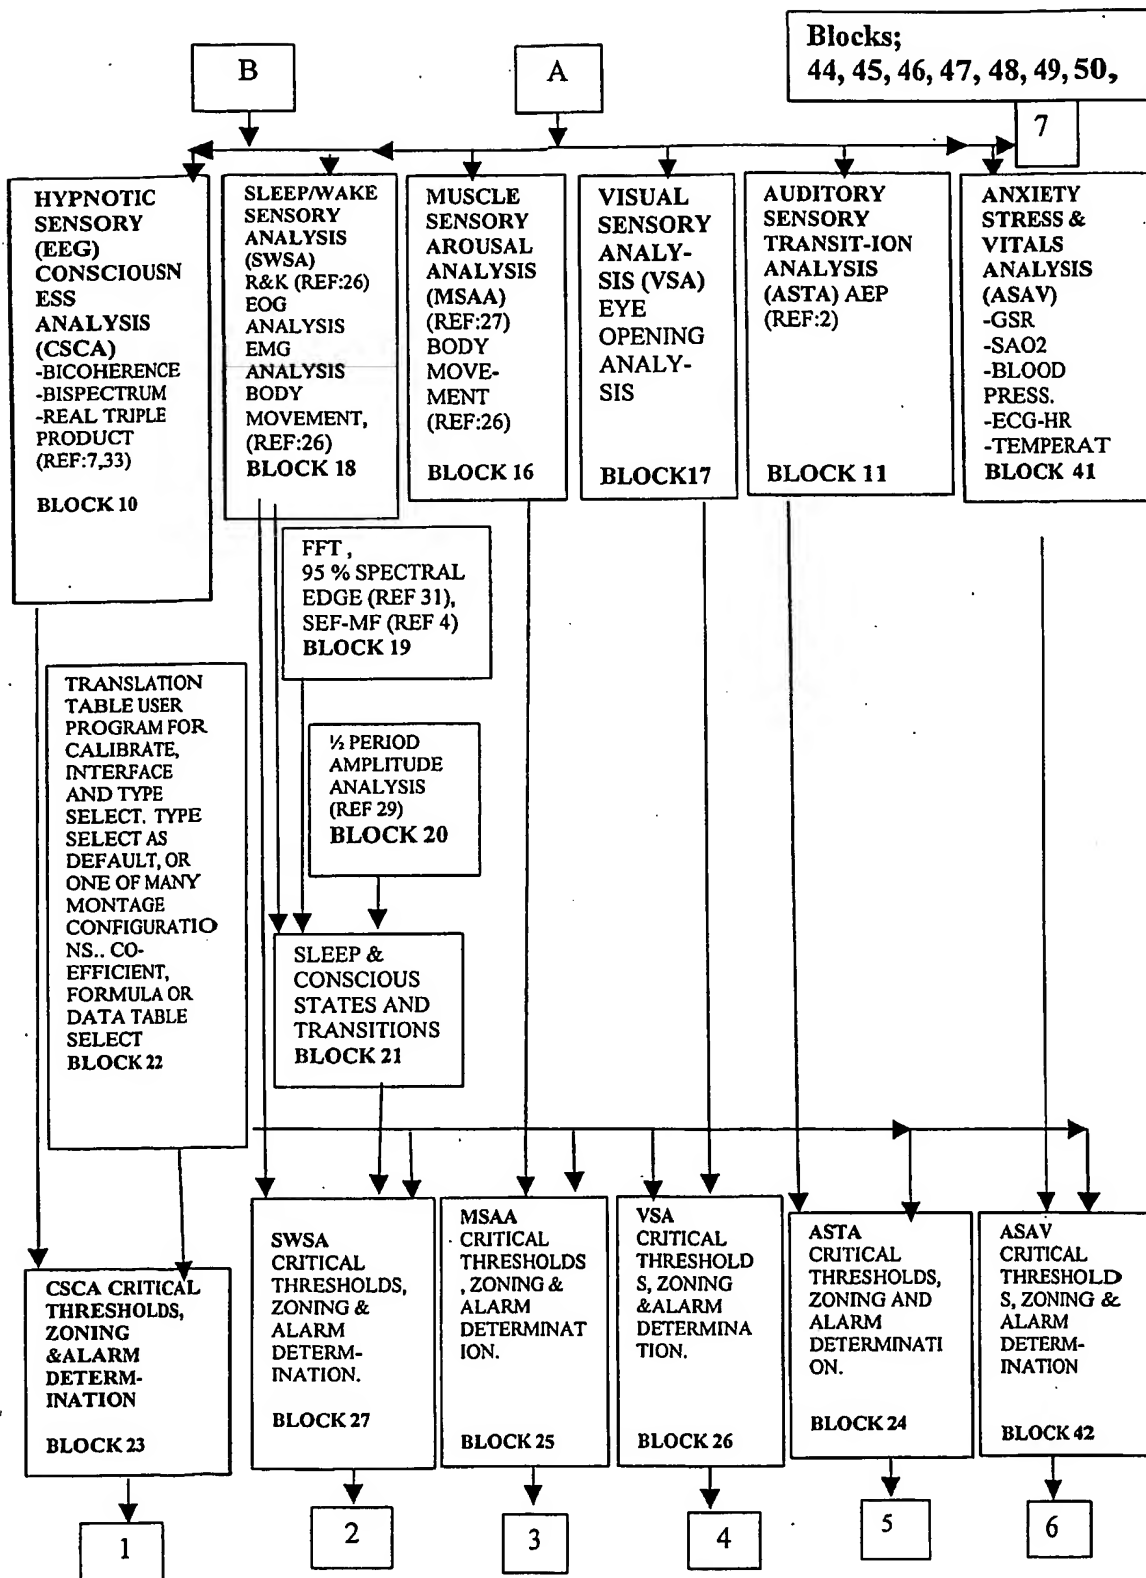 B
A
Blocks;
44, 45, 46, 47, 48, 49, 50,
7
HYPNOTIC
SENSORY
(EEG)
CONSCIOUSN
ESS
ANALYSIS
(CSCA)
-BICOHERENCE
-BISPECTRUM
-REAL TRIPLE
PRODUCT
(REF:7,33)
BLOCK 10
SLEEP/WAKE
SENSORY
ANALYSIS
(SWSA)
R&K (REF:26)
EOG
ANALYSIS
EMG
ANALYSIS
BODY
MOVEMENT,
(REF:26)
BLOCK 18
MUSCLE
SENSORY
AROUSAL
ANALYSIS
(MSAA)
(REF:27)
BODY
MOVE-
MENT
(REF:26)
BLOCK 16
VISUAL
SENSORY
ANALY-
SIS (VSA)
EYE
OPENING
ANALY-
SIS
BLOCK17
AUDITORY
SENSORY
TRANSIT-ION
ANALYSIS
(ASTA) AEP
(REF:2)
BLOCK 11
ANXIETY
STRESS &
VITALS
ANALYSIS
(ASAV)
-GSR
-SAO2
-BLOOD
PRESS.
-ECG-HR
-TEMPERAT
BLOCK 41
FFT ,
95 % SPECTRAL
EDGE (REF 31),
SEF-MF (REF 4)
BLOCK 19
TRANSLATION
TABLE USER
PROGRAM FOR
CALIBRATE,
INTERFACE
AND TYPE
SELECT. TYPE
SELECT AS
DEFAULT, OR
ONE OF MANY
MONTAGE
CONFIGURATIO
NS.. CO-
EFFICIENT,
FORMULA OR
DATA TABLE
SELECT
BLOCK 22
½ PERIOD
AMPLITUDE
ANALYSIS
(REF 29)
BLOCK 20
SLEEP &
CONSCIOUS
STATES AND
TRANSITIONS
BLOCK 21
CSCA CRITICAL
THRESHOLDS,
ZONING
&ALARM
DETERM-
INATION
BLOCK 23
SWSA
CRITICAL
THRESHOLDS,
ZONING &
ALARM
DETERM-
INATION.
BLOCK 27
MSAA
CRITICAL
THRESHOLDS
, ZONING &
ALARM
DETERMINAT
ION.
BLOCK 25
VSA
CRITICAL
THRESHOLD
S, ZONING
&ALARM
DETERMINA
TION.
BLOCK 26
ASTA
CRITICAL
THRESHOLDS,
ZONING AND
ALARM
DETERMINATI
ON.
BLOCK 24
ASAV
CRITICAL
THRESHOLD
S, ZONING &
ALARM
DETERM-
INATION
BLOCK 42
1
2
3
4
5
6